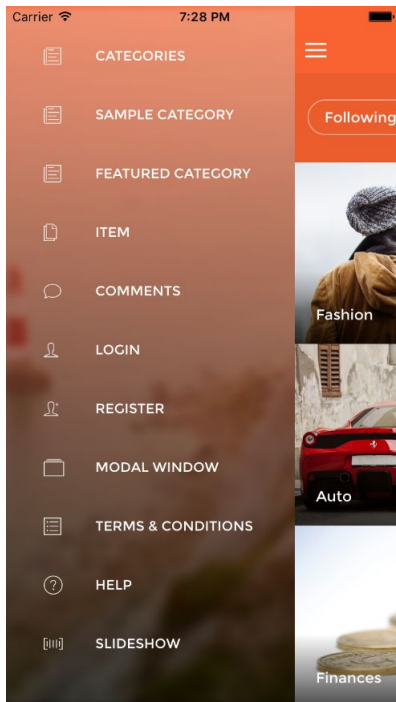 Carrier 7:28 PM
CATEGORIES
SAMPLE CATEGORY
FEATURED CATEGORY
ITEM
COMMENTS
LOGIN
REGISTER
MODAL WINDOW
TERMS & CONDITIONS
HELP
SLIDESHOW
Following
Fashion
Auto
Finances